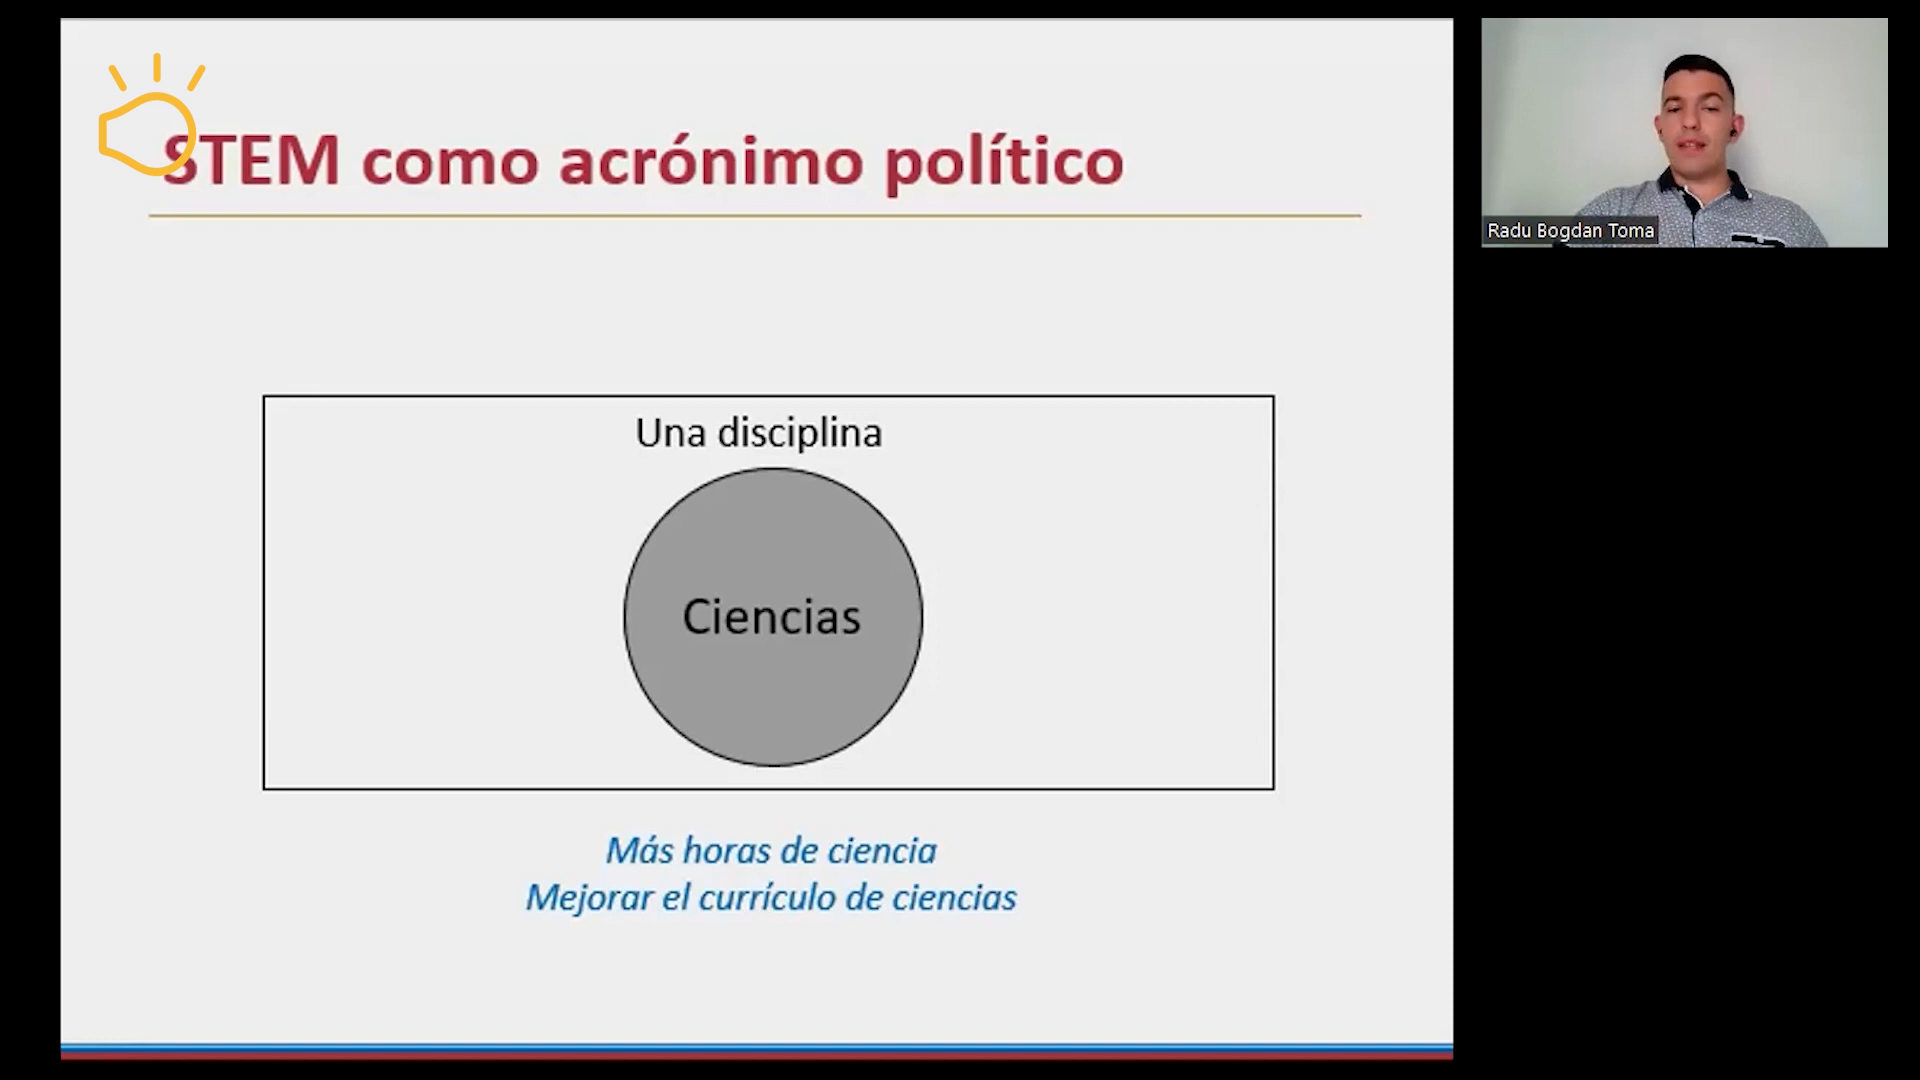 STEM como acrónimo político
Una disciplina
Ciencias
Más horas de ciencia
Mejorar el currículo de ciencias
Radu Bogdan Toma